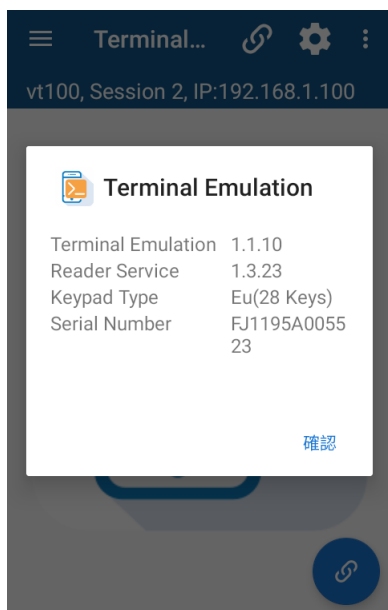 Terminal...
vt100, Session 2, IP:192.168.1.100
Terminal Emulation
Terminal Emulation 1.1.10
Reader Service 1.3.23
Keypad Type Eu(28 Keys)
Serial Number FJ1195A0055
23
確認